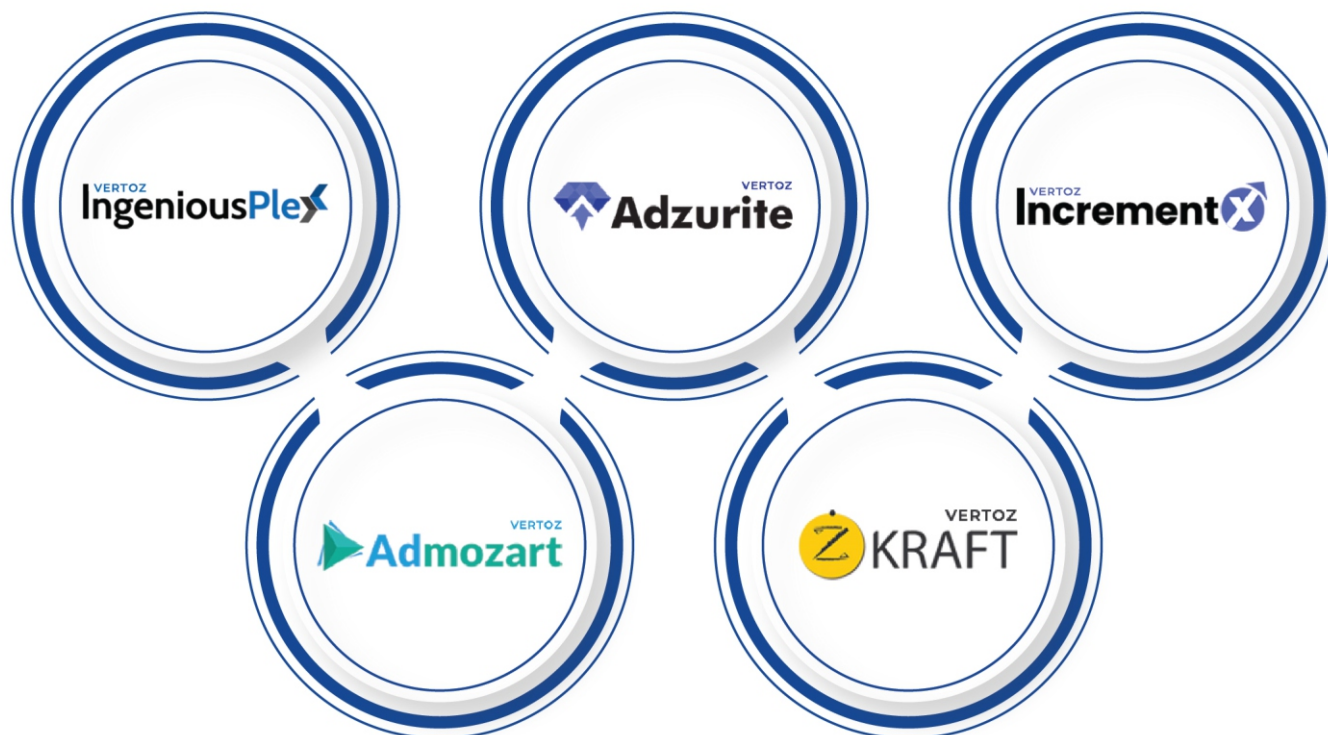 VERTOZ
IngeniousPlex
VERTOZ
Adzurite
VERTOZ
IncrementX
VERTOZ
Admozart
VERTOZ
Z KRAFT